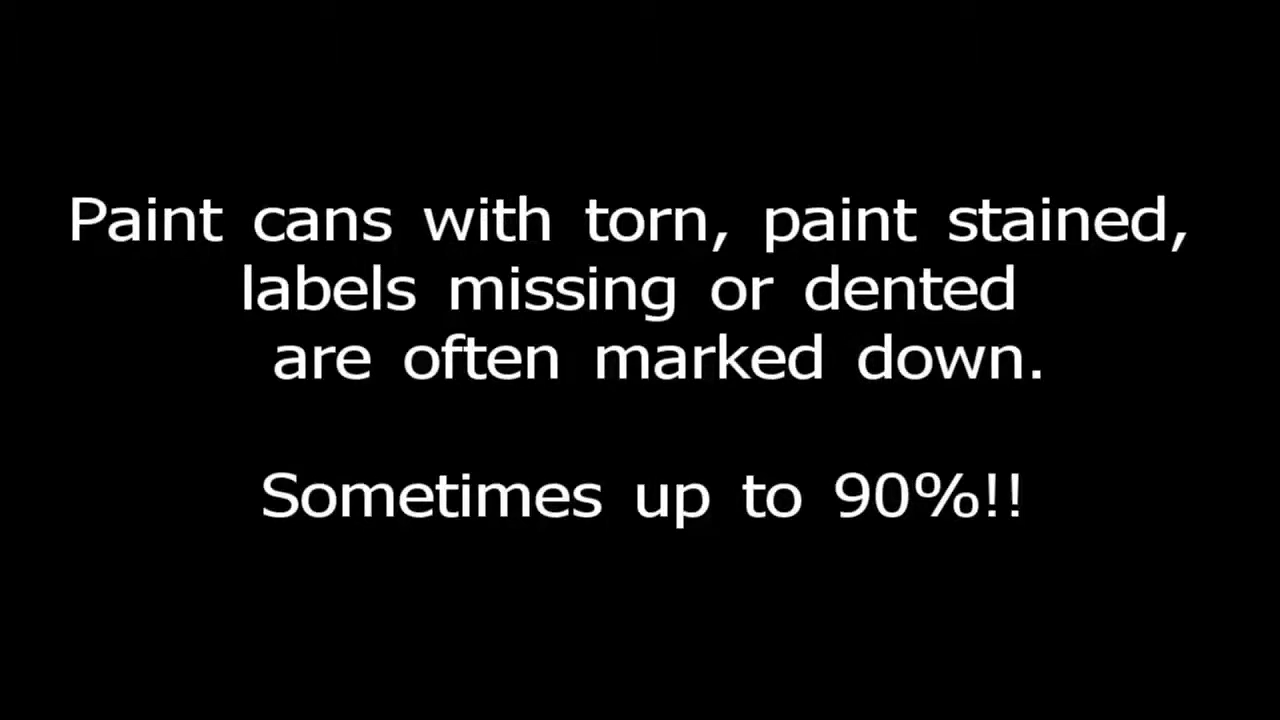 Paint cans with torn, paint stained,
labels missing or dented
are often marked down.
Sometimes up to 90%!!